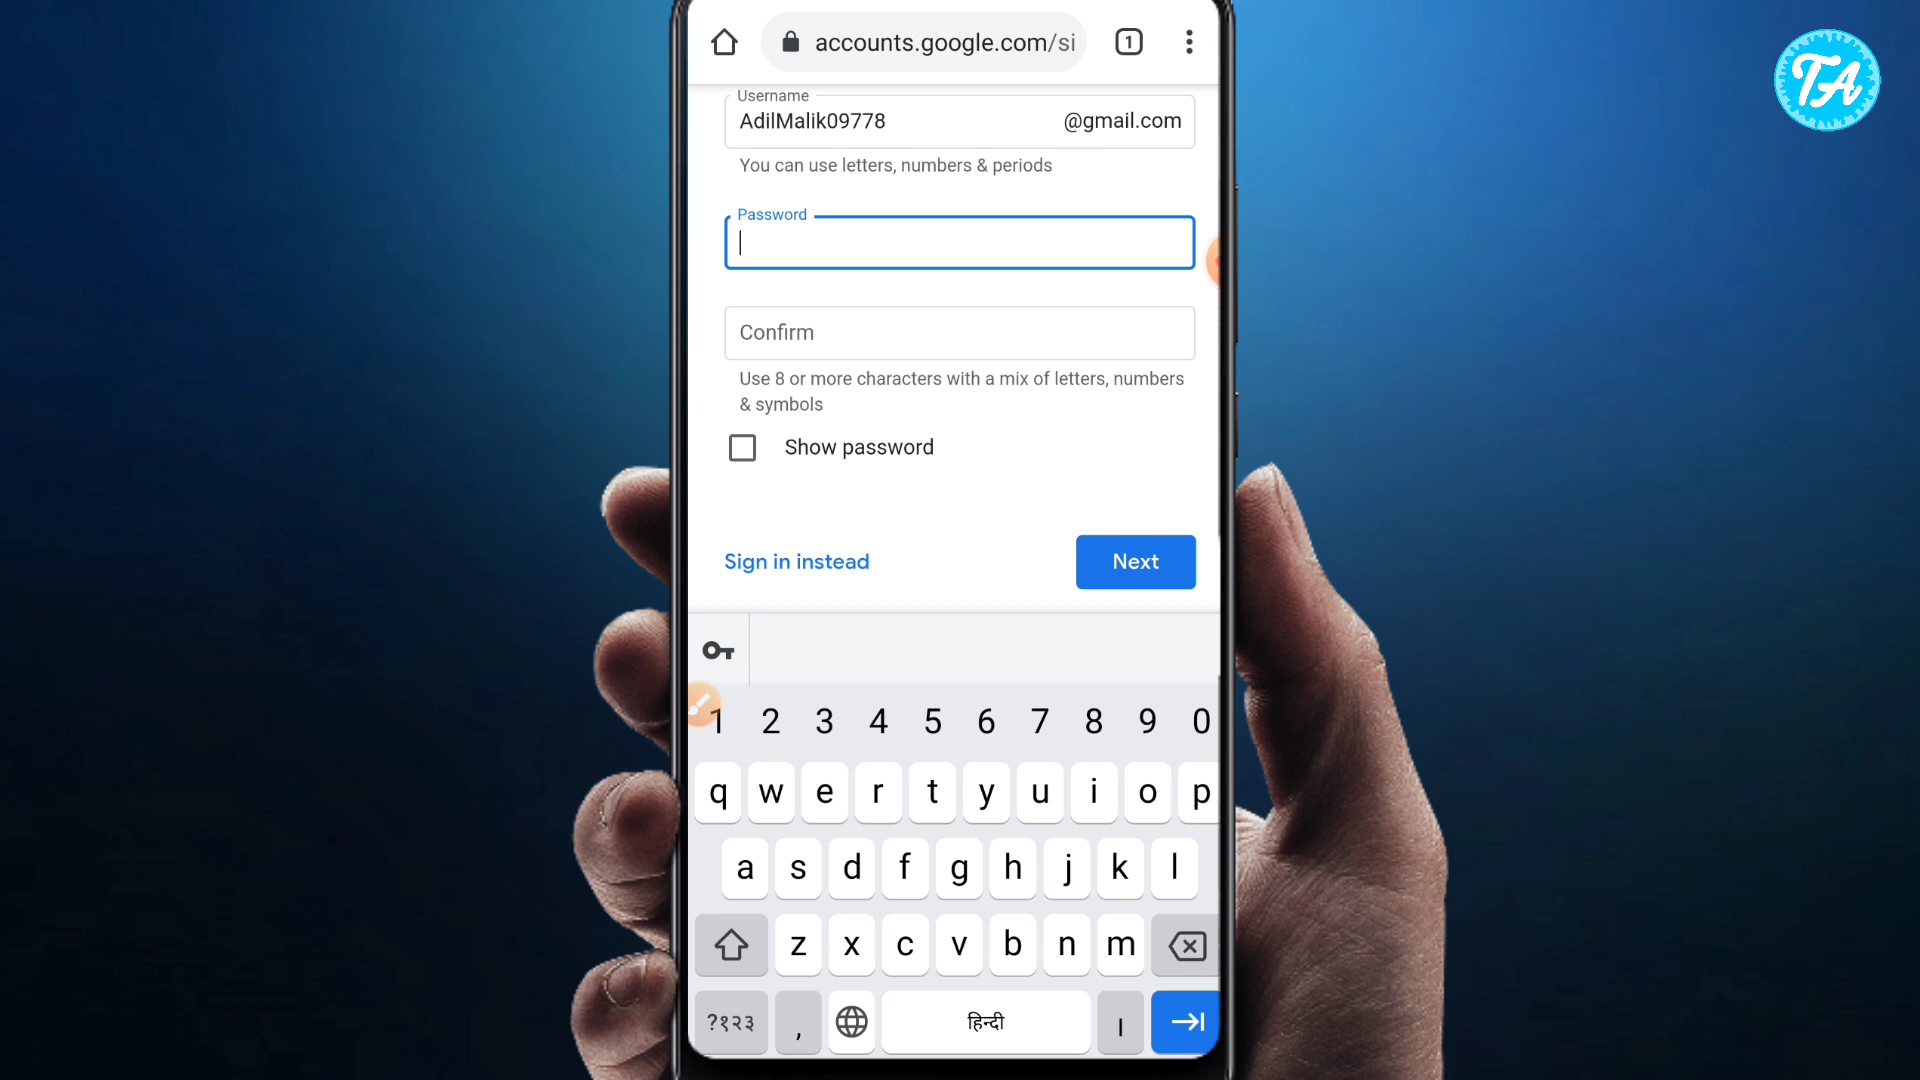 accounts.google.com/si
1
TA
Username
AdilMalik09778 @gmail.com
You can use letters, numbers & periods
Password
Confirm
Use 8 or more characters with a mix of letters, numbers
& symbols
Show password
Sign in instead Next
1 2 3 4 5 6 7 8 9 0
q w e r t y u i o p
a s d f g h j k l
z x c v b n m
?१२३ , हिन्दी ।